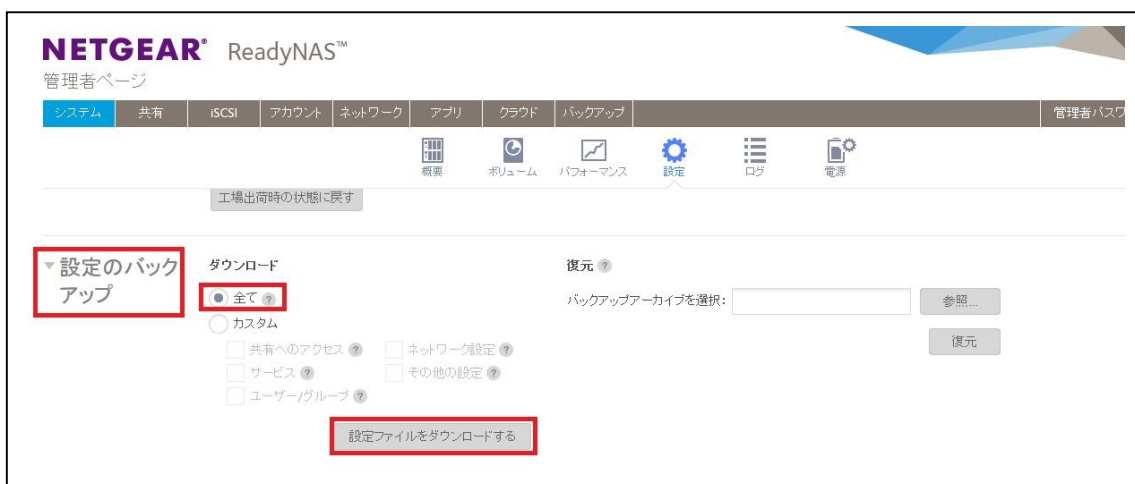 NETGEAR® ReadyNAS™
管理者ページ
システム 共有 iSCSI アカウント ネットワーク アプリ クラウド バックアップ 管理者パスワ
概要 ボリューム パフォーマンス 設定 ログ 電源
工場出荷時の状態に戻す
設定のバック
アップ
ダウンロード 復元 ?
全て ? バックアップアーカイブを選択: 参照...
カスタム
共有へのアクセス ? ネットワーク設定 ? 復元
サービス ? その他の設定 ?
ユーザー/グループ ?
設定ファイルをダウンロードする